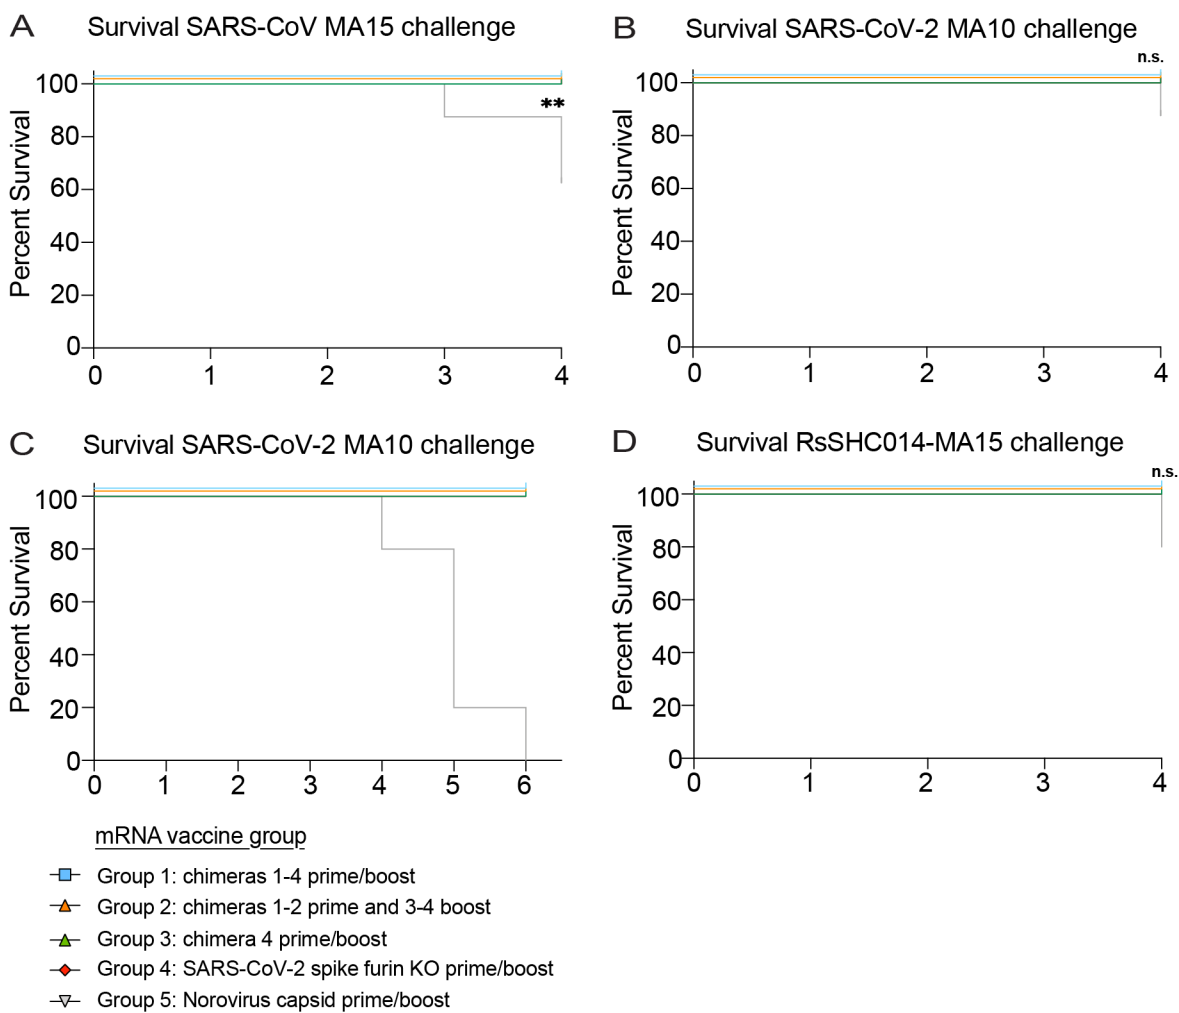 A Survival SARS-CoV MA15 challenge
Percent Survival
100
80
60
40
20
0
**
0 1 2 3 4
B Survival SARS-CoV-2 MA10 challenge
n.s.
Percent Survival
100
80
60
40
20
0
0 1 2 3 4
C Survival SARS-CoV-2 MA10 challenge
Percent Survival
100
80
60
40
20
0
0 1 2 3 4 5 6
D Survival RsSHC014-MA15 challenge
n.s.
Percent Survival
100
80
60
40
20
0
0 1 2 3 4
mRNA vaccine group
Group 1: chimeras 1-4 prime/boost
Group 2: chimeras 1-2 prime and 3-4 boost
Group 3: chimera 4 prime/boost
Group 4: SARS-CoV-2 spike furin KO prime/boost
Group 5: Norovirus capsid prime/boost